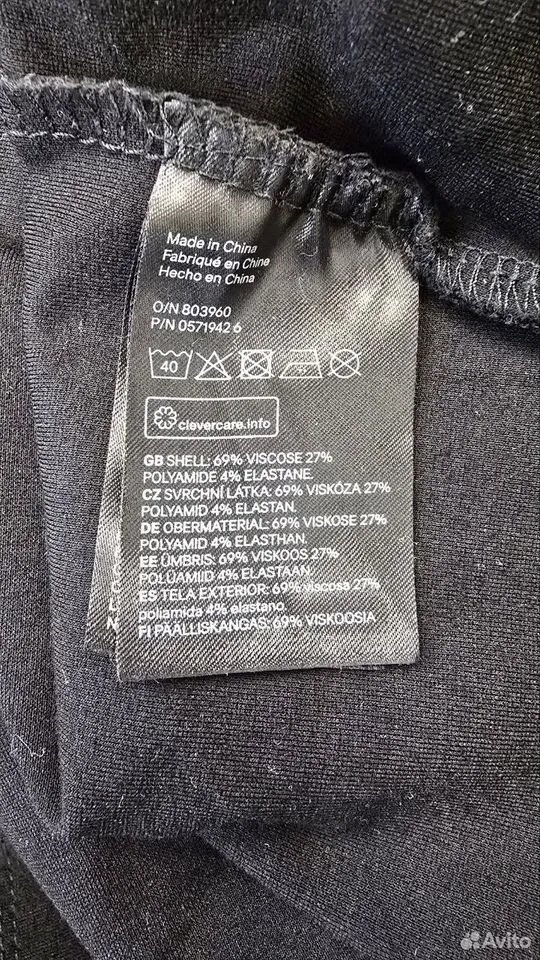 Made in China
Fabriqué en Chine
Hecho en China
O/N 803960
P/N 0571942 6
40
clevercare.info
GB SHELL: 69% VISCOSE 27%
POLYAMIDE 4% ELASTANE.
CZ SVRCHNÍ LÁTKA: 69% VISKÓZA 27%
POLYAMID 4% ELASTAN.
DE OBERMATERIAL: 69% VISKOSE 27%
POLYAMID 4% ELASTHAN.
EE ÜMBRIS: 69% VISKOOS 27%
POLÜAMIID 4% ELASTAAN.
ES TELA EXTERIOR: 69% viscosa 27%
poliamida 4% elastano.
FI PÄÄLLISKANGAS: 69% VISKOOSIA
Avito